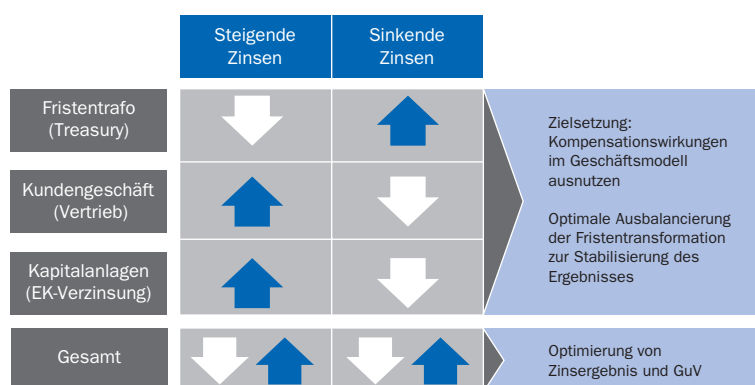 Steigende
Zinsen
Sinkende
Zinsen
Fristentrafo
(Treasury)
Zielsetzung:
Kompensationswirkungen
im Geschäftsmodell
ausnutzen
Optimale Ausbalancierung
der Fristentransformation
zur Stabilisierung des
Ergebnisses
Kundengeschäft
(Vertrieb)
Kapitalanlagen
(EK-Verzinsung)
Gesamt
Optimierung von
Zinsergebnis und GuV